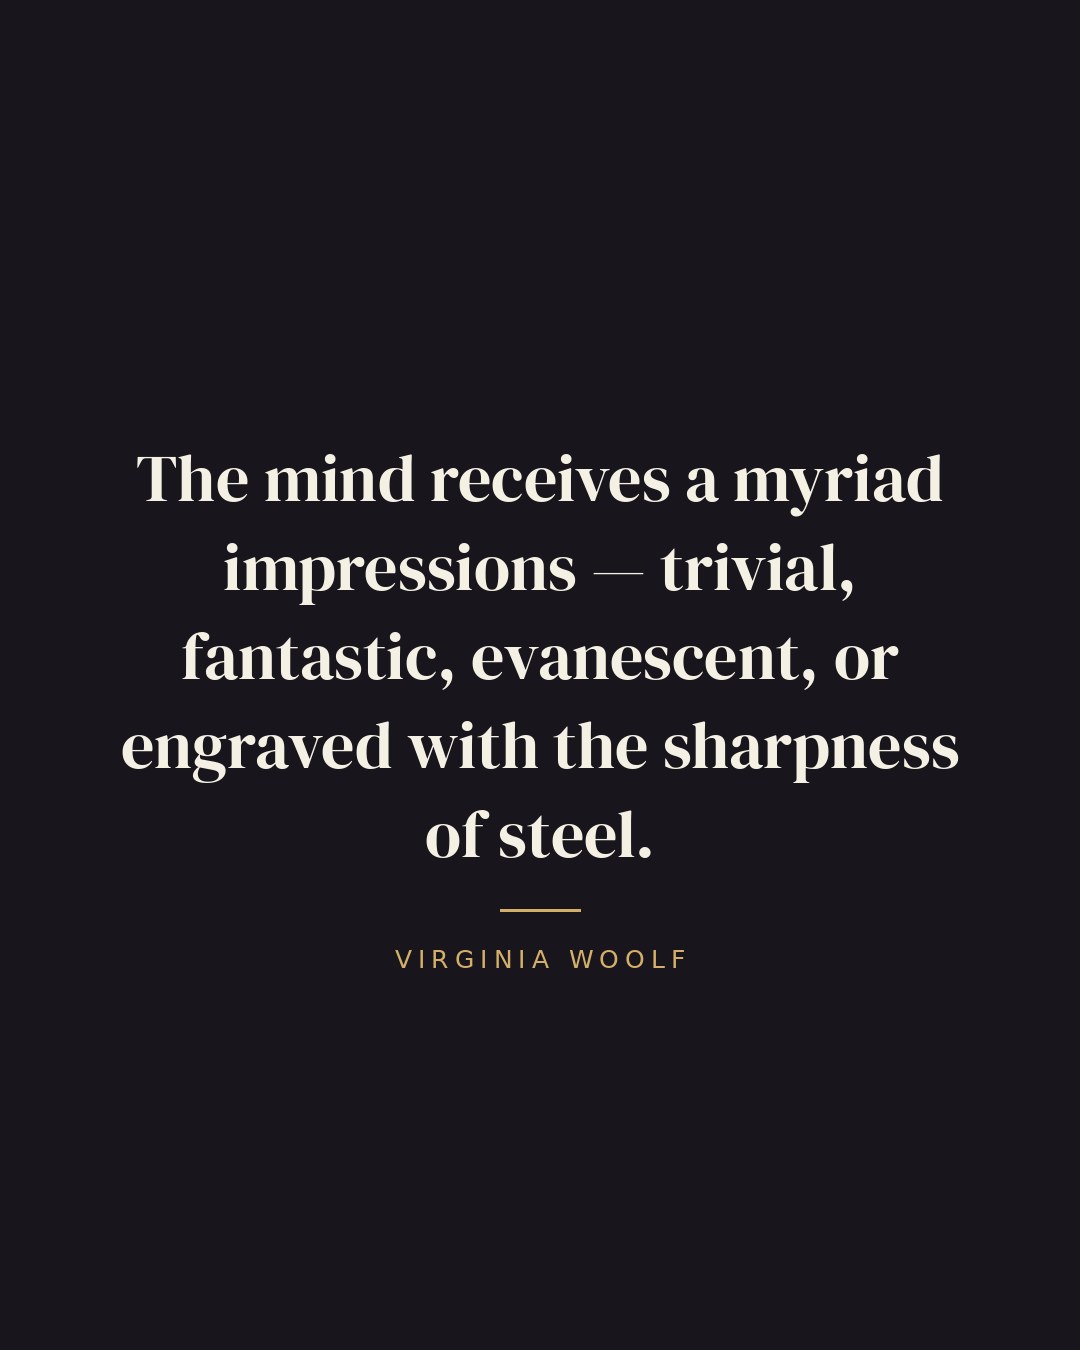 The mind receives a myriad
impressions — trivial,
fantastic, evanescent, or
engraved with the sharpness
of steel.
VIRGINIA WOOLF